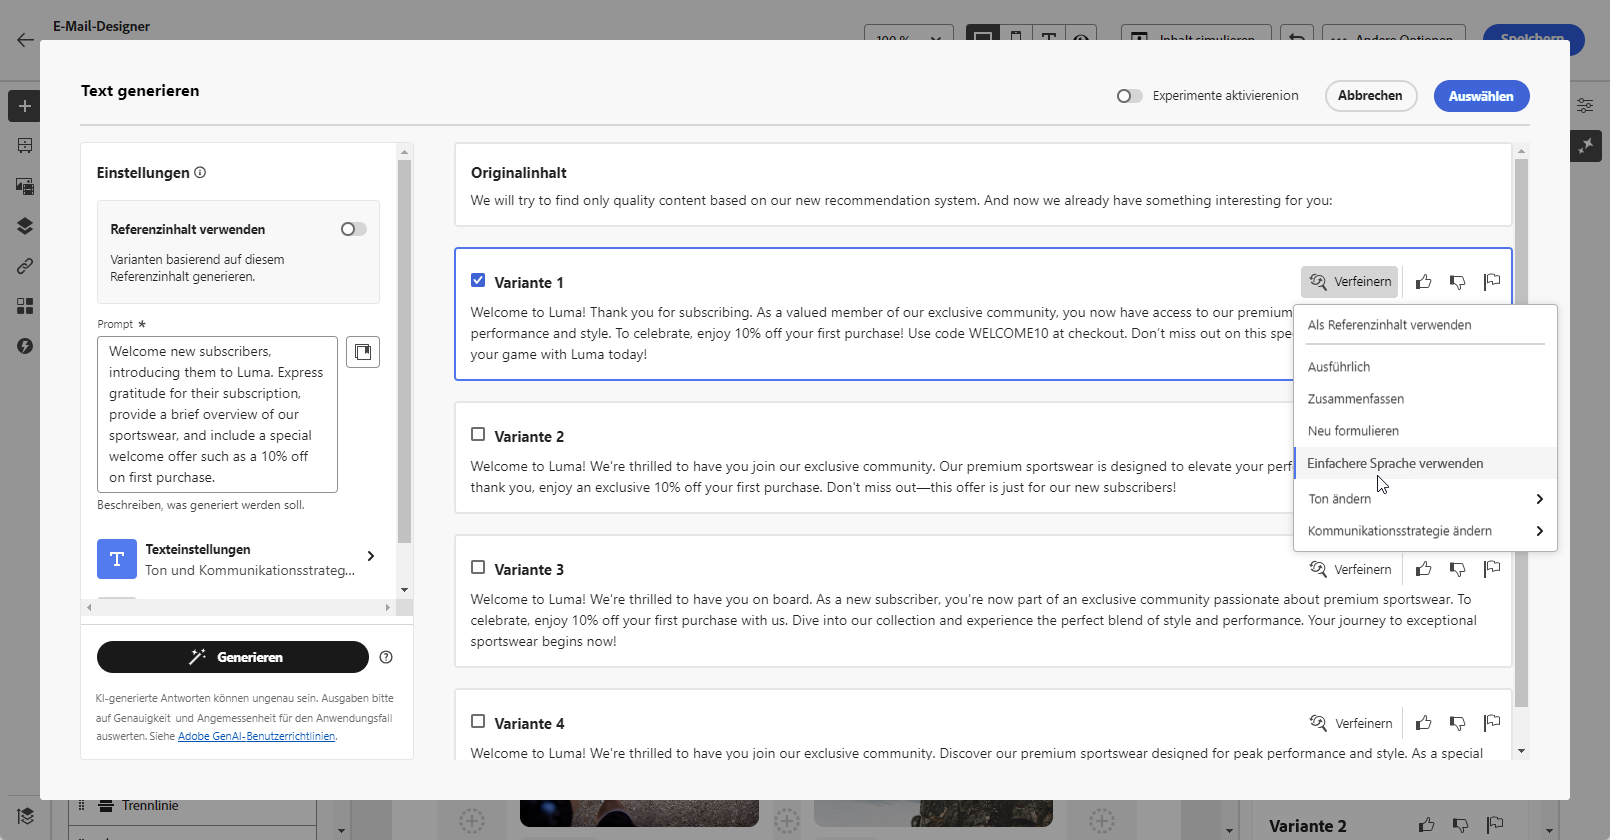 E-Mail-Designer
100 %
Inhalt simulieren
Andere Optionen
Speichern
Text generieren
Experimente aktivierenion
Abbrechen
Auswählen
Einstellungen
Referenzinhalt verwenden
Varianten basierend auf diesem
Referenzinhalt generieren.
Prompt *
Welcome new subscribers,
introducing them to Luma. Express
gratitude for their subscription,
provide a brief overview of our
sportswear, and include a special
welcome offer such as a 10% off
on first purchase.
Beschreiben, was generiert werden soll.
T
Texteinstellungen
Ton und Kommunikationsstrateg...
Generieren
KI-generierte Antworten können ungenau sein. Ausgaben bitte
auf Genauigkeit und Angemessenheit für den Anwendungsfall
auswerten. Siehe Adobe GenAI-Benutzerrichtlinien.
Originalinhalt
We will try to find only quality content based on our new recommendation system. And now we already have something interesting for you:
Variante 1
Verfeinern
Welcome to Luma! Thank you for subscribing. As a valued member of our exclusive community, you now have access to our premium
performance and style. To celebrate, enjoy 10% off your first purchase! Use code WELCOME10 at checkout. Don't miss out on this spe
your game with Luma today!
Als Referenzinhalt verwenden
Ausführlich
Zusammenfassen
Neu formulieren
Einfachere Sprache verwenden
Ton ändern
Kommunikationsstrategie ändern
Variante 2
Welcome to Luma! We're thrilled to have you join our exclusive community. Our premium sportswear is designed to elevate your perf
thank you, enjoy an exclusive 10% off your first purchase. Don't miss out—this offer is just for our new subscribers!
Variante 3
Verfeinern
Welcome to Luma! We're thrilled to have you on board. As a new subscriber, you're now part of an exclusive community passionate about premium sportswear. To
celebrate, enjoy 10% off your first purchase with us. Dive into our collection and experience the perfect blend of style and performance. Your journey to exceptional
sportswear begins now!
Variante 4
Verfeinern
Welcome to Luma! We're thrilled to have you join our exclusive community. Discover our premium sportswear designed for peak performance and style. As a special
Trennlinie
Variante 2